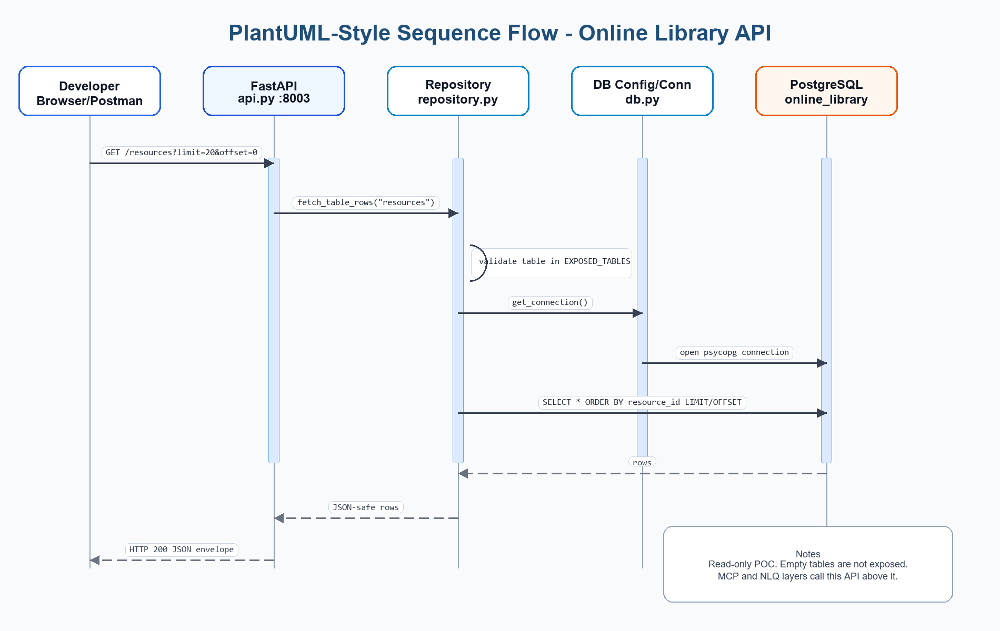 PlantUML-Style Sequence Flow - Online Library API
Developer
Browser/Postman
FastAPI
api.py :8003
Repository
repository.py
DB Config/Conn
db.py
PostgreSQL
online_library
GET /resources?limit=20&offset=0
fetch_table_rows("resources")
validate table in EXPOSED_TABLES
get_connection()
open psycopg connection
SELECT * ORDER BY resource_id LIMIT/OFFSET
rows
JSON-safe rows
HTTP 200 JSON envelope
Notes
Read-only POC. Empty tables are not exposed.
MCP and NLQ layers call this API above it.